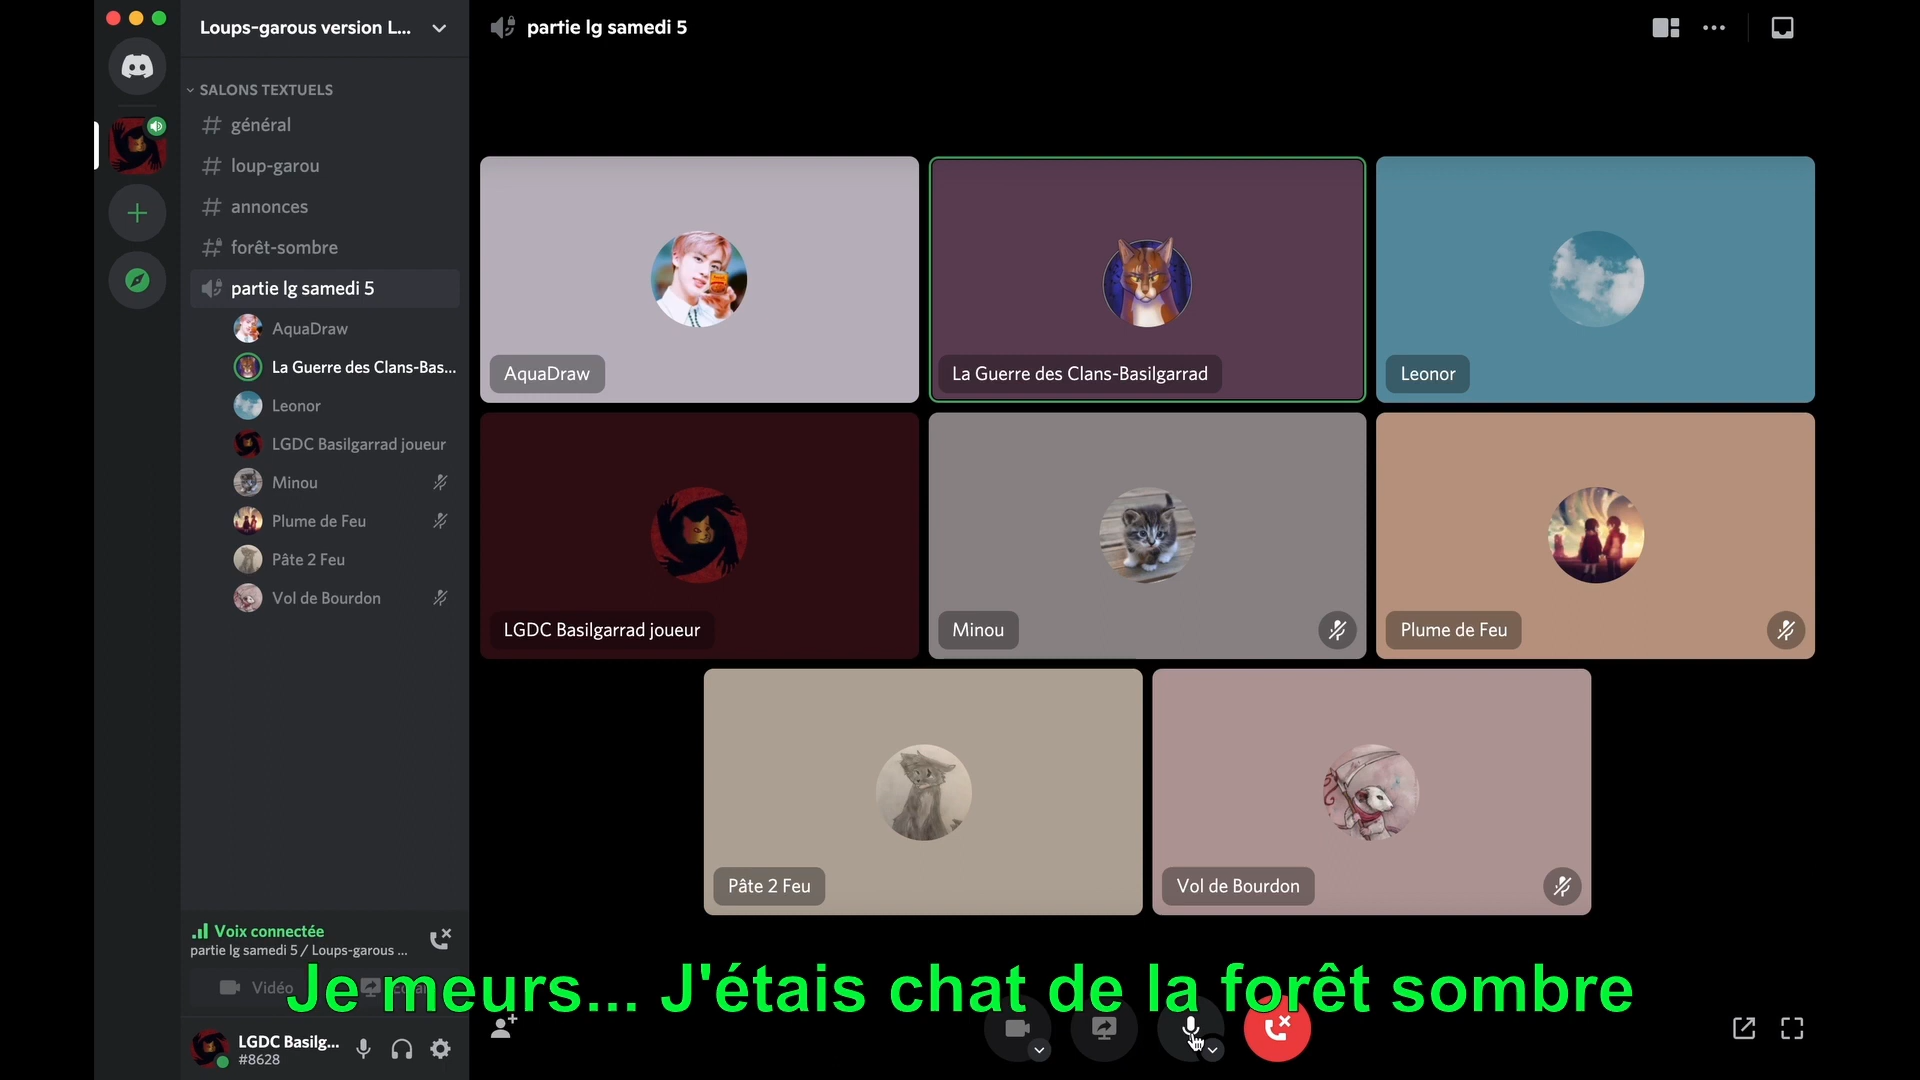 Loups-garous version L...
partie lg samedi 5
SALONS TEXTUELS
général
loup-garou
annonces
forêt-sombre
partie lg samedi 5
AquaDraw
La Guerre des Clans-Bas...
Leonor
LGDC Basilgarrad joueur
Minou
Plume de Feu
Pâte 2 Feu
Vol de Bourdon
AquaDraw
La Guerre des Clans-Basilgarrad
Leonor
LGDC Basilgarrad joueur
Minou
Plume de Feu
Pâte 2 Feu
Vol de Bourdon
Voix connectée
partie lg samedi 5 / Loups-garous ...
Vidéo
Je meurs... J'étais chat de la forêt sombre
LGDC Basilg...
#8628